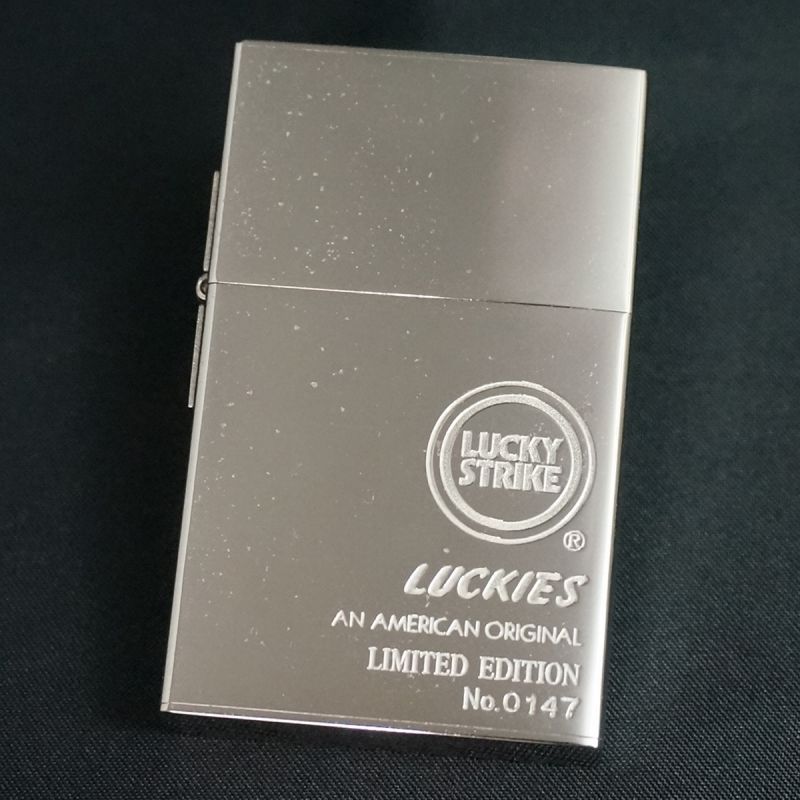 LUCKY
STRIKE
®
LUCKIES
AN AMERICAN ORIGINAL
LIMITED EDITION
No.0147